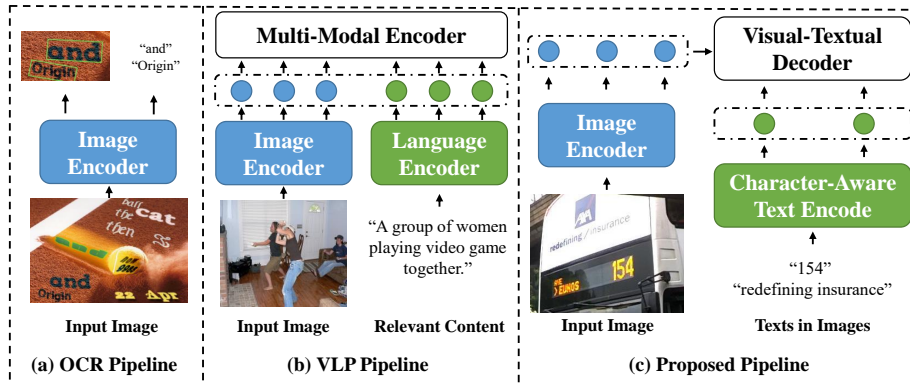 and
Origin
“and”
“Origin”
Image
Encoder
ball
the
cat
then
and
Origin
22 Apr
Input Image
(a) OCR Pipeline
Multi-Modal Encoder
Image
Encoder
Language
Encoder
“A group of women
playing video game
together.”
Input Image
Relevant Content
(b) VLP Pipeline
Visual-Textual
Decoder
Image
Encoder
Character-Aware
Text Encode
AXA
redefining / insurance
154
EUNOS
“154”
“redefining insurance”
Input Image
Texts in Images
(c) Proposed Pipeline